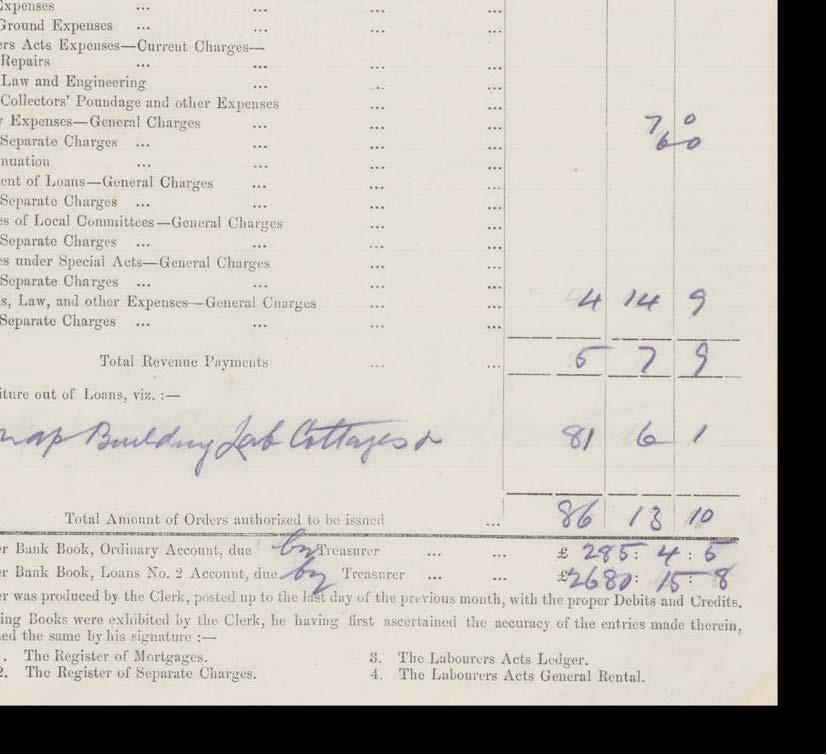 Expenses ... ... ... ...
Ground Expenses ... ... ... ...
ers Acts Expenses—Current Charges—
Repairs ... ... ... ...
Law and Engineering ... ... ...
Collectors' Poundage and other Expenses ... ...
y Expenses—General Charges ... ... ... 7 0
Separate Charges ... ... ... ... 6 0
nuation ... ... ... ...
ent of Loans—General Charges ... ... ...
Separate Charges ... ... ... ...
es of Local Committees—General Charges ... ...
Separate Charges ... ... ... ...
es under Special Acts—General Charges ... ...
Separate Charges ... ... ... ...
s, Law, and other Expenses—General Charges ... ... 4 14 9
Separate Charges ... ... ... ...
Total Revenue Payments ... ... 5 7 9
iture out of Loans, viz. :—
Building Lab Cottages 81 6 1
Total Amount of Orders authorised to be issued ... 86 13 10
er Bank Book, Ordinary Account, due by Treasurer ... ... £ 285 : 4 : 5
er Bank Book, Loans No. 2 Account, due by Treasurer ... ... £2680 : 15 : 8
er was produced by the Clerk, posted up to the last day of the previous month, with the proper Debits and Credits.
ing Books were exhibited by the Clerk, he having first ascertained the accuracy of the entries made therein,
ed the same by his signature :—
. The Register of Mortgages. 3. The Labourers Acts Ledger.
2. The Register of Separate Charges. 4. The Labourers Acts General Rental.